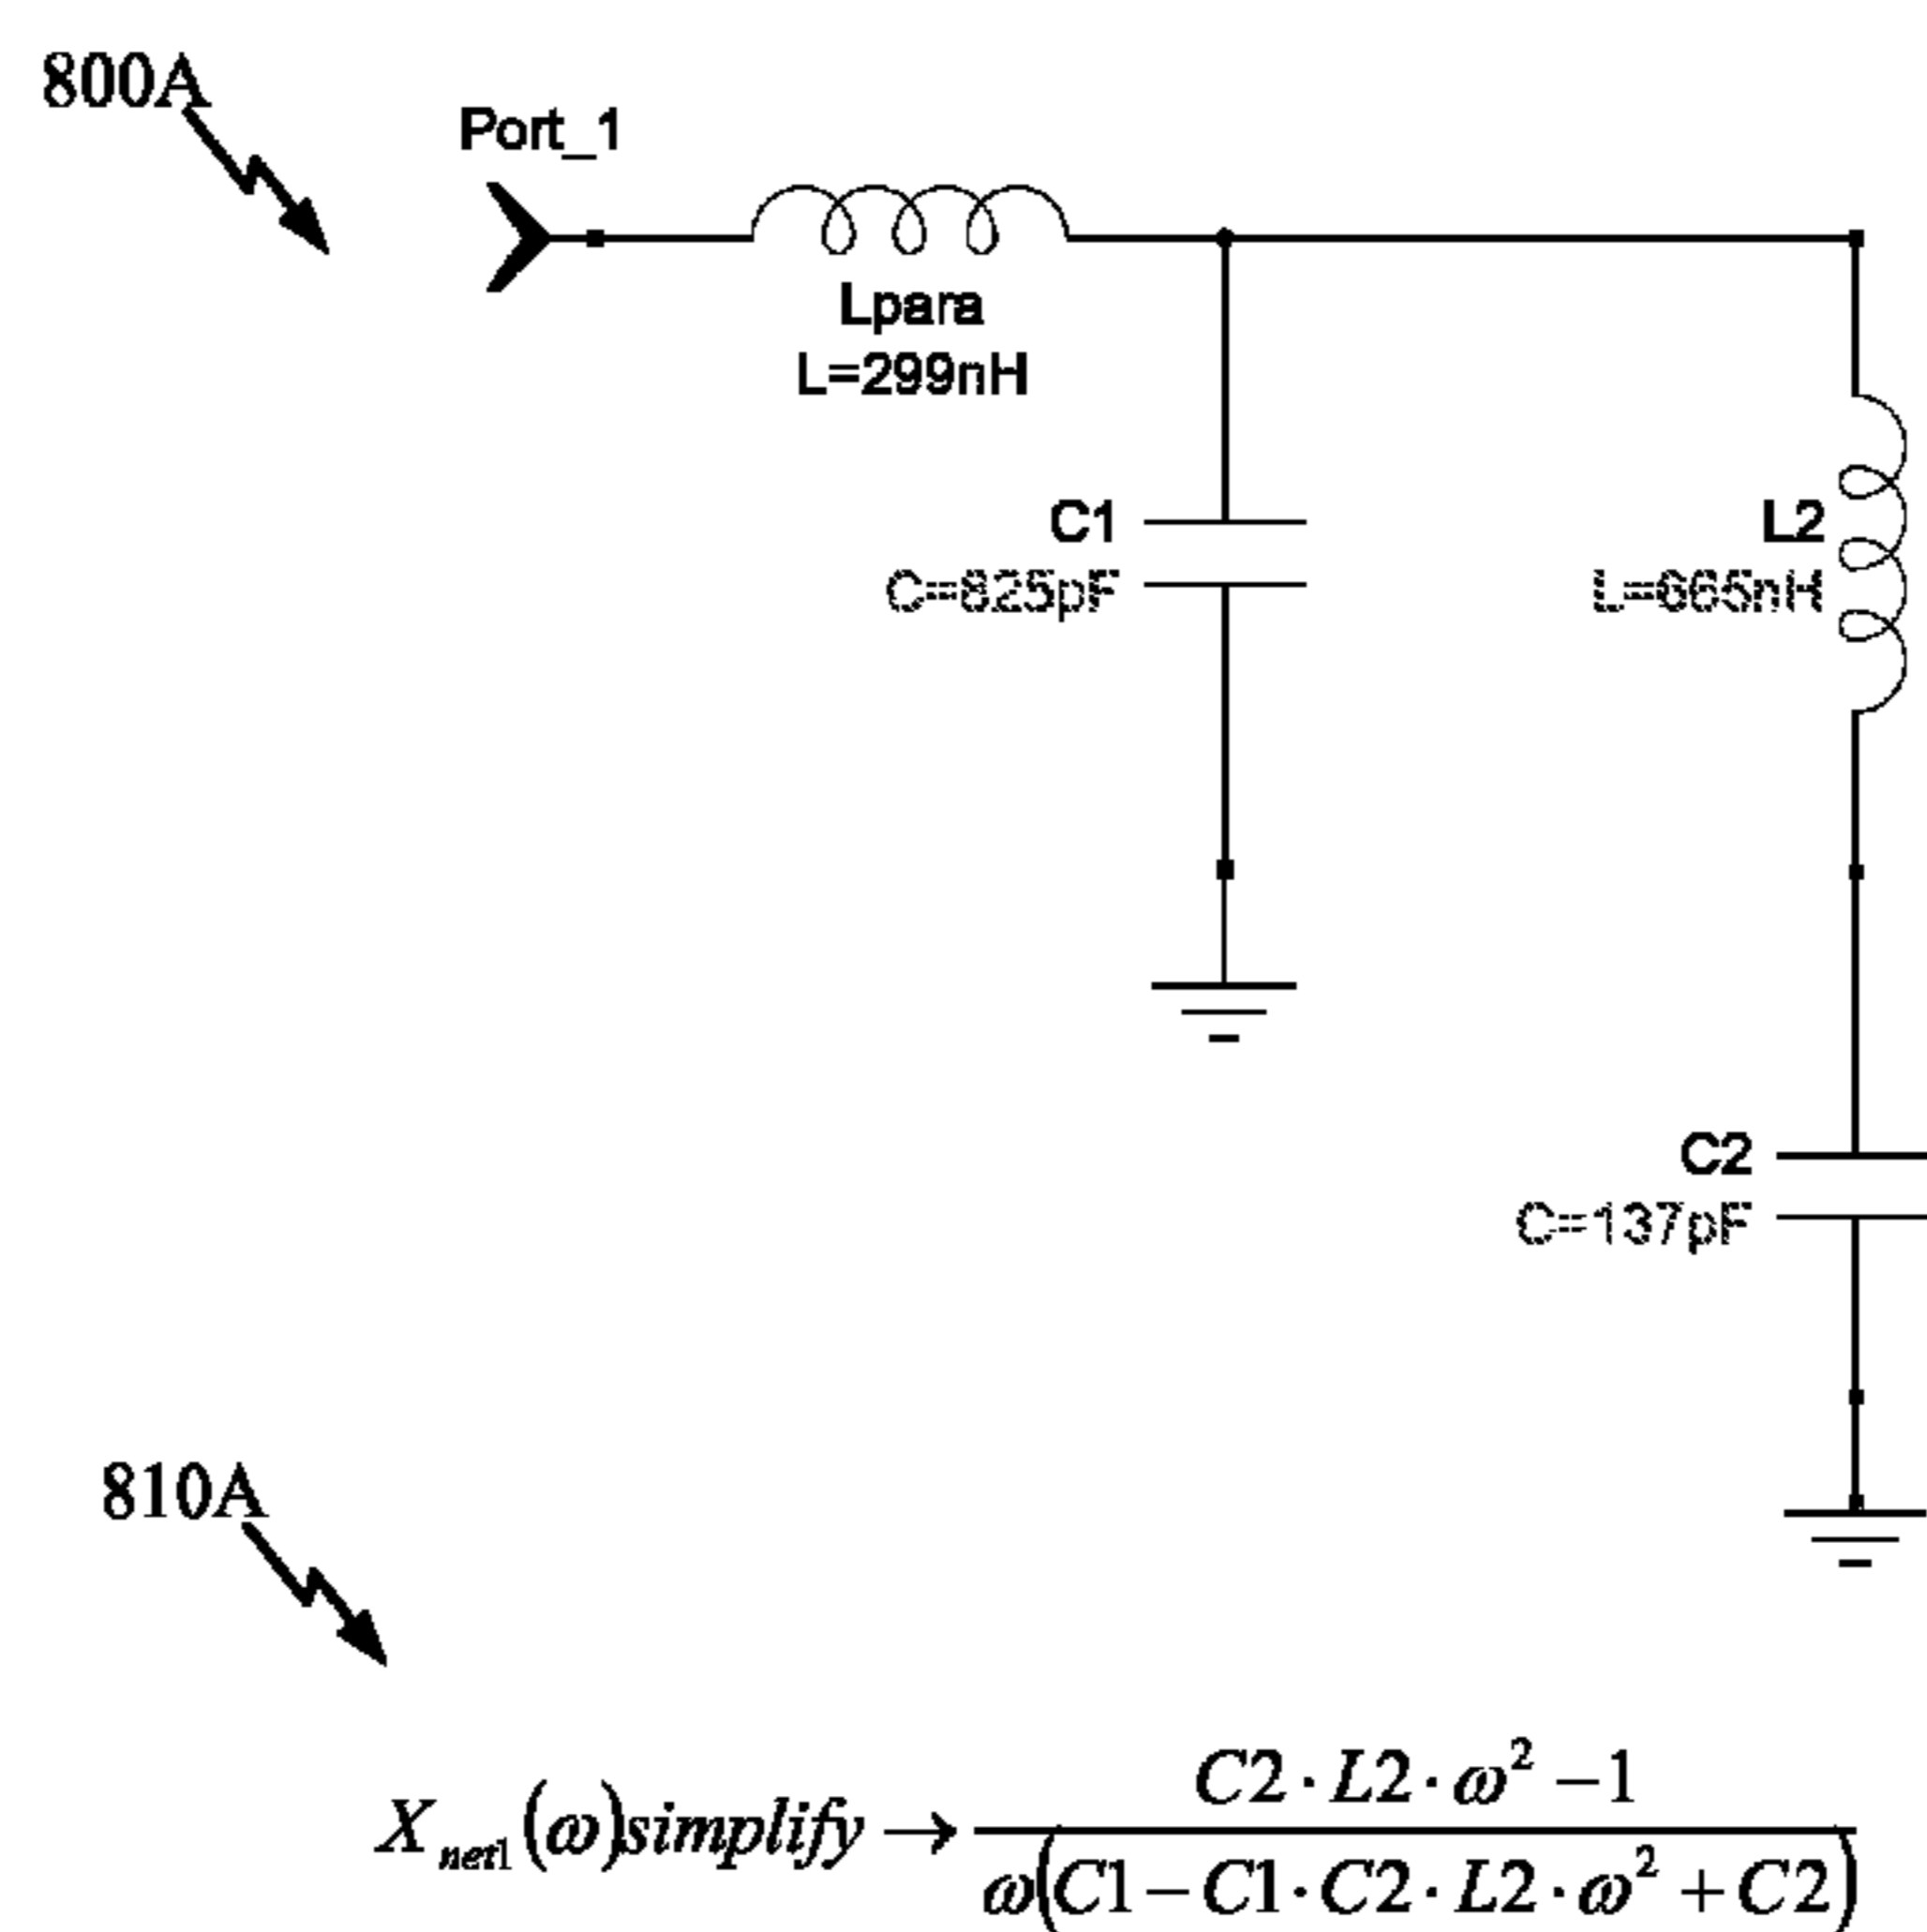 800A
Port_1
Lpara
L=299nH
C1
C=825pF
L2
L=665nH
C2
C=137pF
810A
X_net1(ω)simplify → (C2·L2·ω² −1) / (ω(C1−C1·C2·L2·ω² +C2))